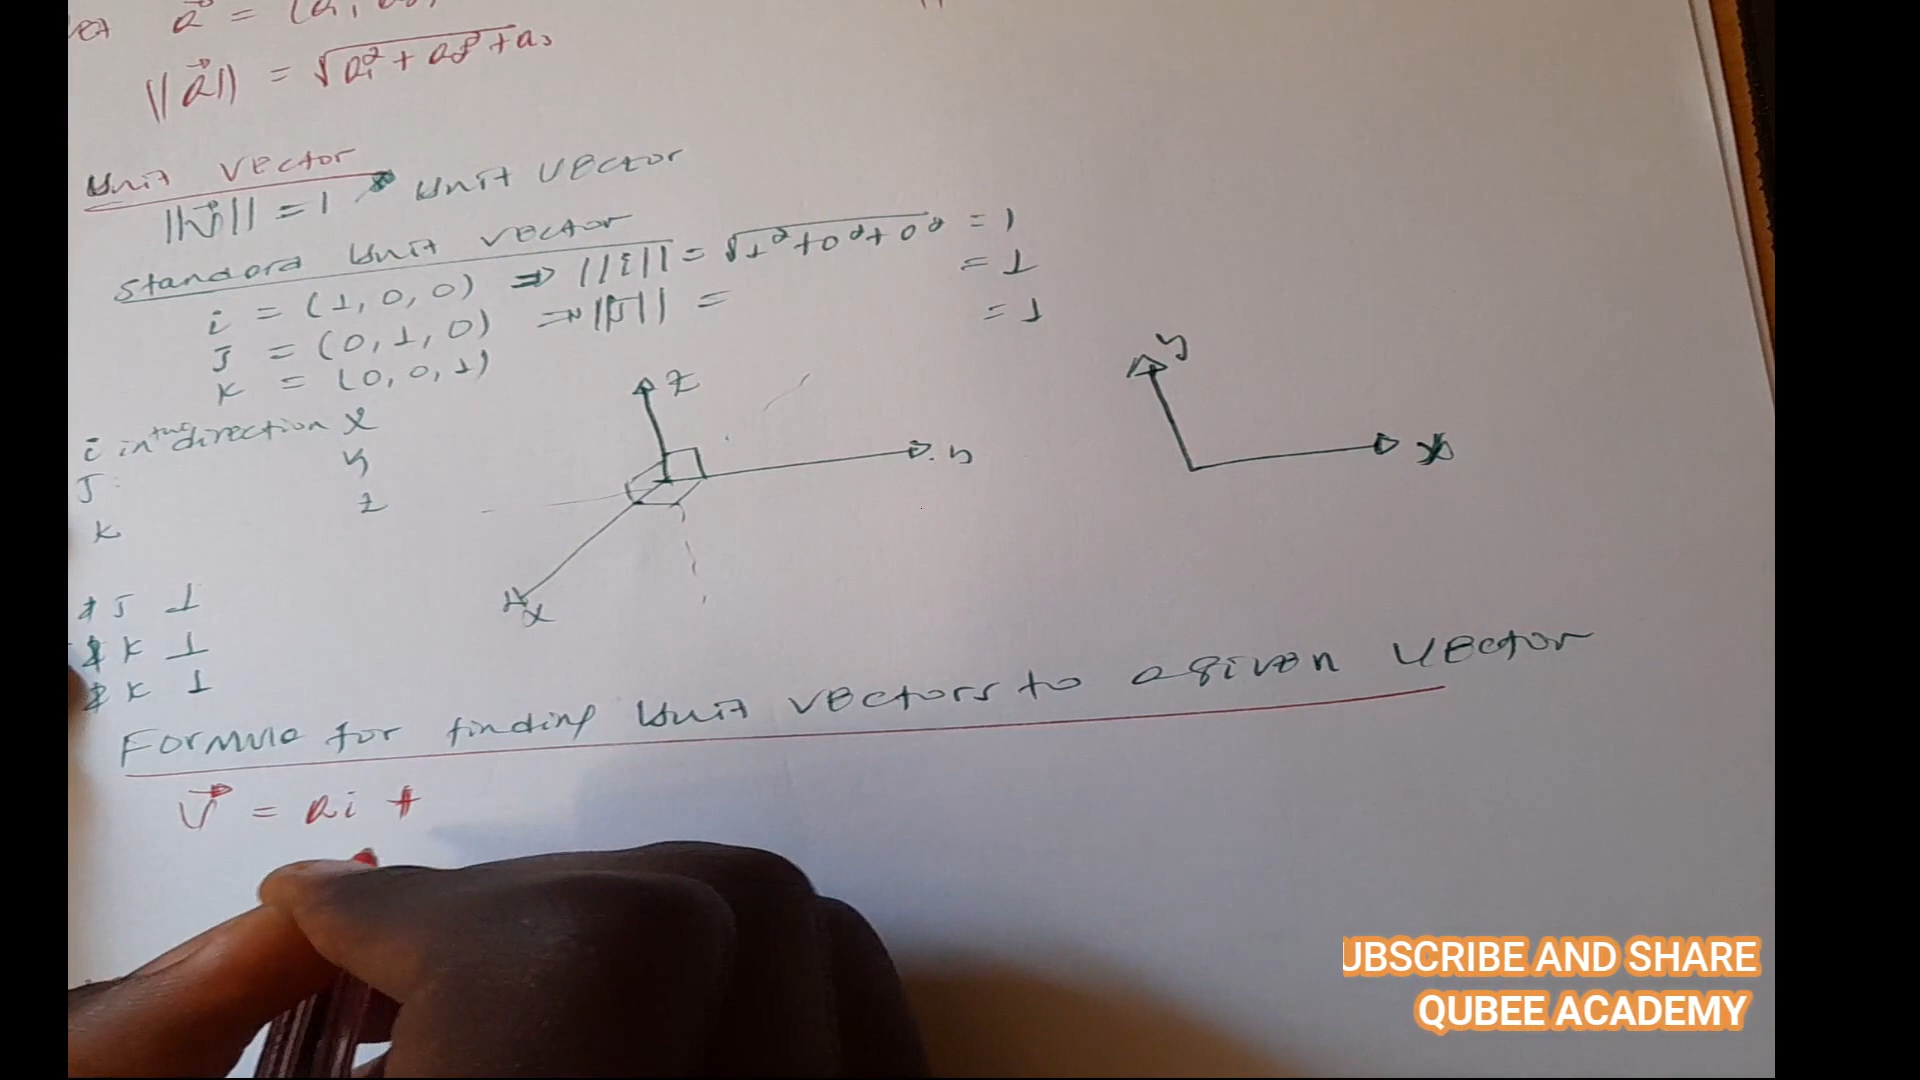 a⃗ = (a₁,
||a⃗|| = √a₁² + a₂² + a₃
Unit Vector
||V⃗|| = 1 Unit Vector
Standard Unit Vector
i = (1, 0, 0) ⇒ ||i|| = √1² + 0² + 0² = 1
J = (0, 1, 0) ⇒ ||J|| = = 1
k = (0, 0, 1) = 1
i in the direction x
J y
k z
z
y
x
y
x
J ⊥
k ⊥
k ⊥
Formula for finding Unit Vectors to a given Vector
V⃗ = ai +
UBSCRIBE AND SHARE
QUBEE ACADEMY